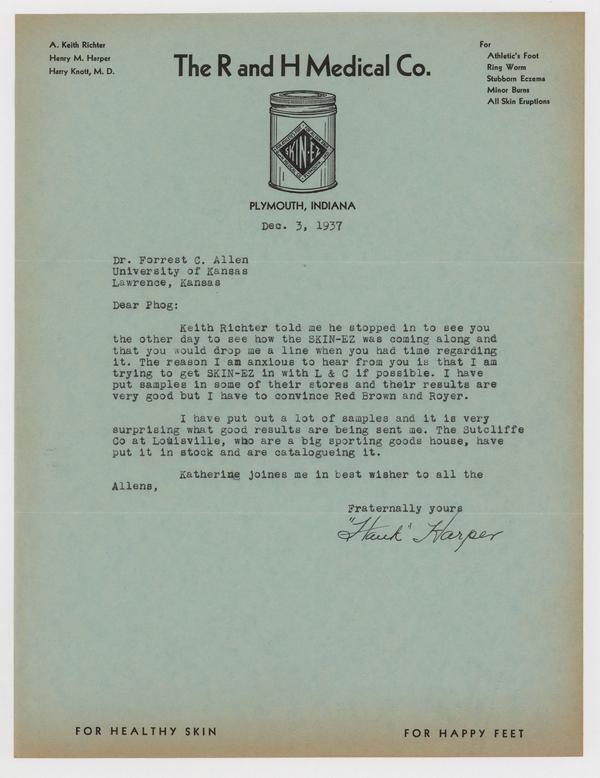 A. Keith Richter
Henry M. Harper
Harry Knott, M. D.
The R and H Medical Co.
For
Athletic's Foot
Ring Worm
Stubborn Eczema
Minor Burns
All Skin Eruptions
SKIN-EZ
PLYMOUTH, INDIANA
Dec. 3, 1937
Dr. Forrest C. Allen
University of Kansas
Lawrence, Kansas
Dear Phog:
Keith Richter told me he stopped in to see you
the other day to see how the SKIN-EZ was coming along and
that you would drop me a line when you had time regarding
it. The reason I am anxious to hear from you is that I am
trying to get SKIN-EZ in with L & C if possible. I have
put samples in some of their stores and their results are
very good but I have to convince Red Brown and Royer.
I have put out a lot of samples and it is very
surprising what good results are being sent me. The Sutcliffe
Co at Louisville, who are a big sporting goods house, have
put it in stock and are catalogueing it.
Katherine joines me in best wisher to all the
Allens,
Fraternally yours
"Hank" Harper
FOR HEALTHY SKIN
FOR HAPPY FEET